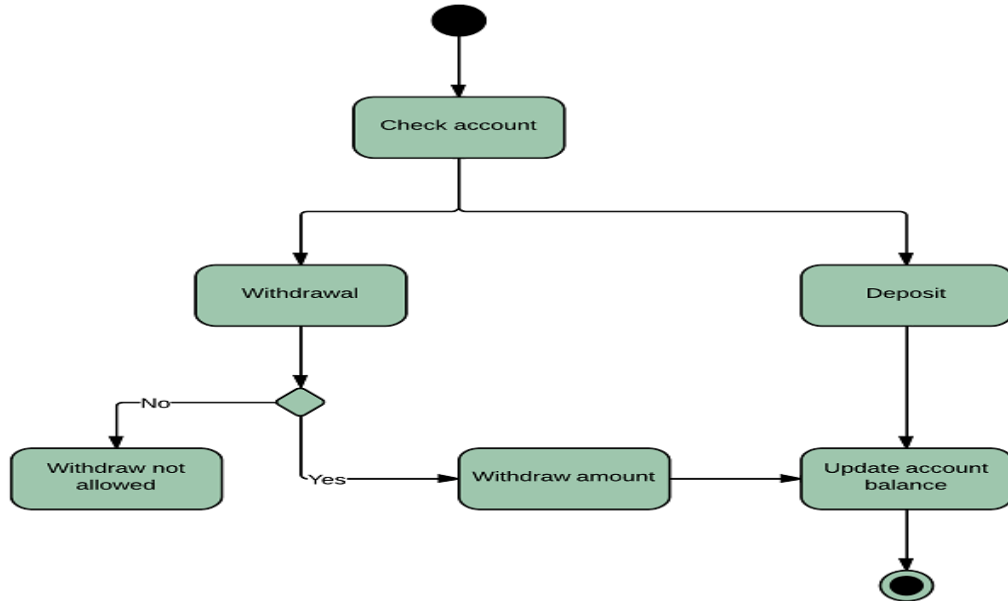 Check account
Withdrawal
Deposit
No
Withdraw not
allowed
Yes
Withdraw amount
Update account
balance